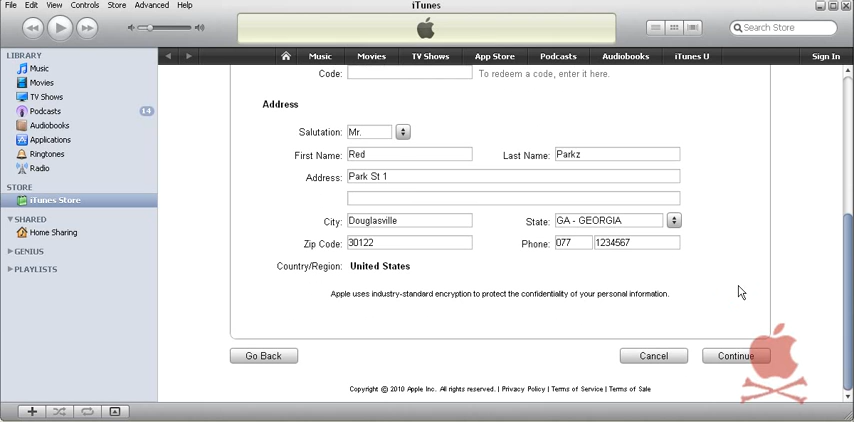 File Edit View Controls Store Advanced Help
iTunes
Search Store
Music Movies TV Shows App Store Podcasts Audiobooks iTunes U Sign In
LIBRARY
Music
Movies
TV Shows
Podcasts 14
Audiobooks
Applications
Ringtones
Radio
STORE
iTunes Store
SHARED
Home Sharing
GENIUS
PLAYLISTS
Code: To redeem a code, enter it here.
Address
Salutation: Mr.
First Name: Red Last Name: Parkz
Address: Park St 1
City: Douglasville State: GA - GEORGIA
Zip Code: 30122 Phone: 077 1234567
Country/Region: United States
Apple uses industry-standard encryption to protect the confidentiality of your personal information.
Go Back Cancel Continue
Copyright © 2010 Apple Inc. All rights reserved. | Privacy Policy | Terms of Service | Terms of Sale